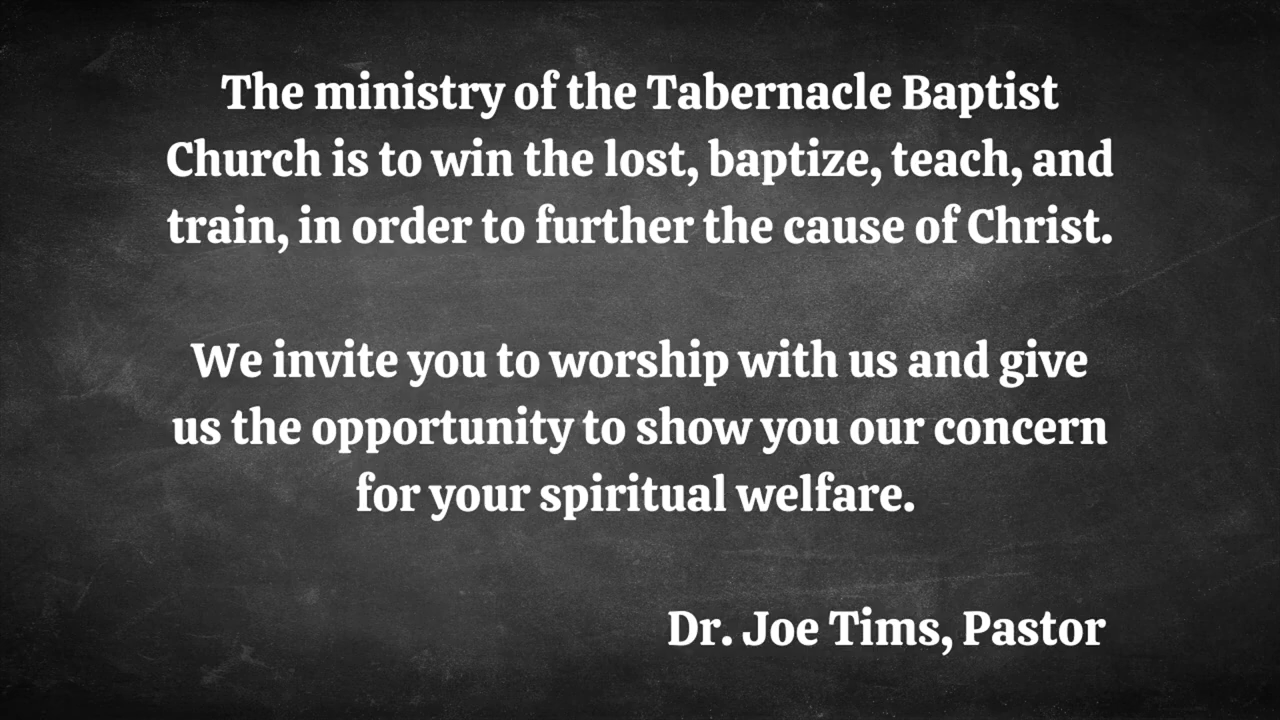 The ministry of the Tabernacle Baptist
Church is to win the lost, baptize, teach, and
train, in order to further the cause of Christ.
We invite you to worship with us and give
us the opportunity to show you our concern
for your spiritual welfare.
Dr. Joe Tims, Pastor